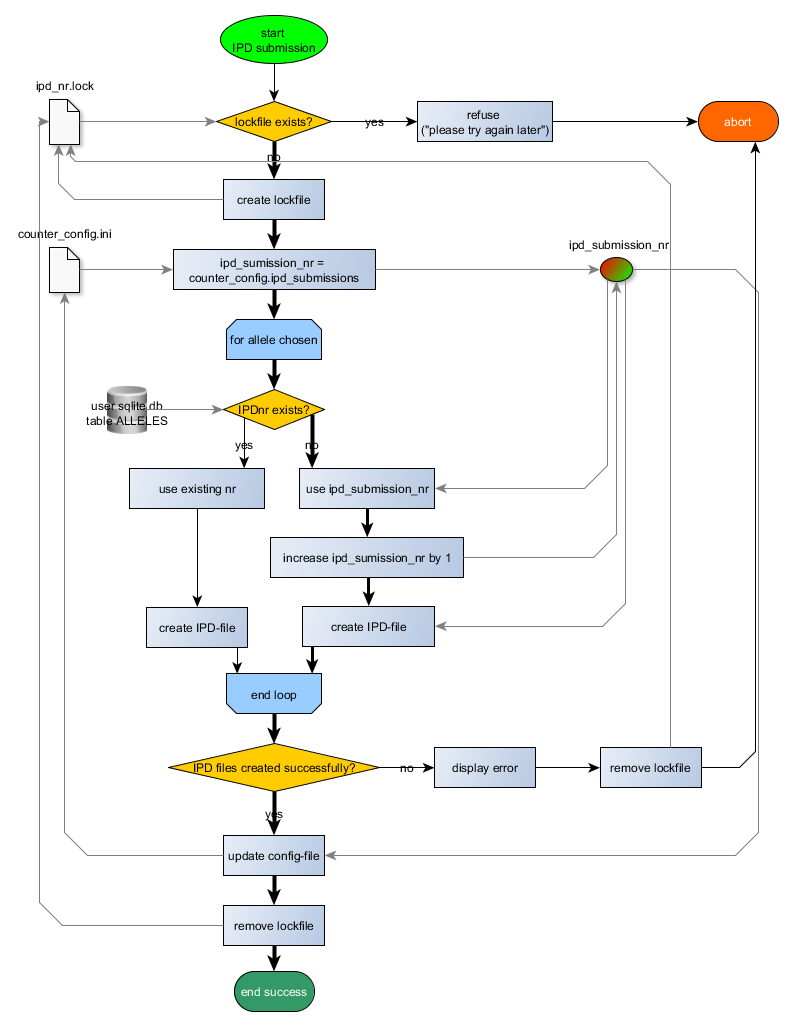 start
IPD submission
ipd_nr.lock
lockfile exists?
yes
refuse
("please try again later")
abort
no
create lockfile
counter_config.ini
ipd_submission_nr
ipd_sumission_nr =
counter_config.ipd_submissions
for allele chosen
user sqlite db
table ALLELES
IPDnr exists?
yes
no
use existing nr
use ipd_submission_nr
increase ipd_sumission_nr by 1
create IPD-file
create IPD-file
end loop
IPD files created successfully?
no
display error
remove lockfile
yes
update config-file
remove lockfile
end success